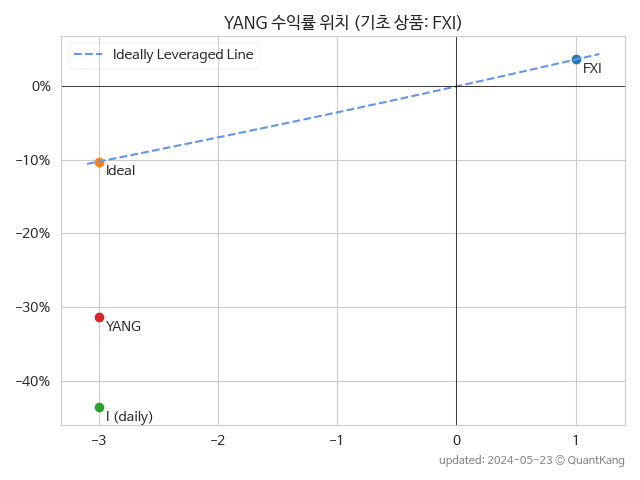 YANG 수익률 위치 (기초 상품: FXI)
Ideally Leveraged Line
FXI
0%
−10%
Ideal
−20%
−30%
YANG
−40%
I (daily)
−3
−2
−1
0
1
updated: 2024-05-23 © QuantKang